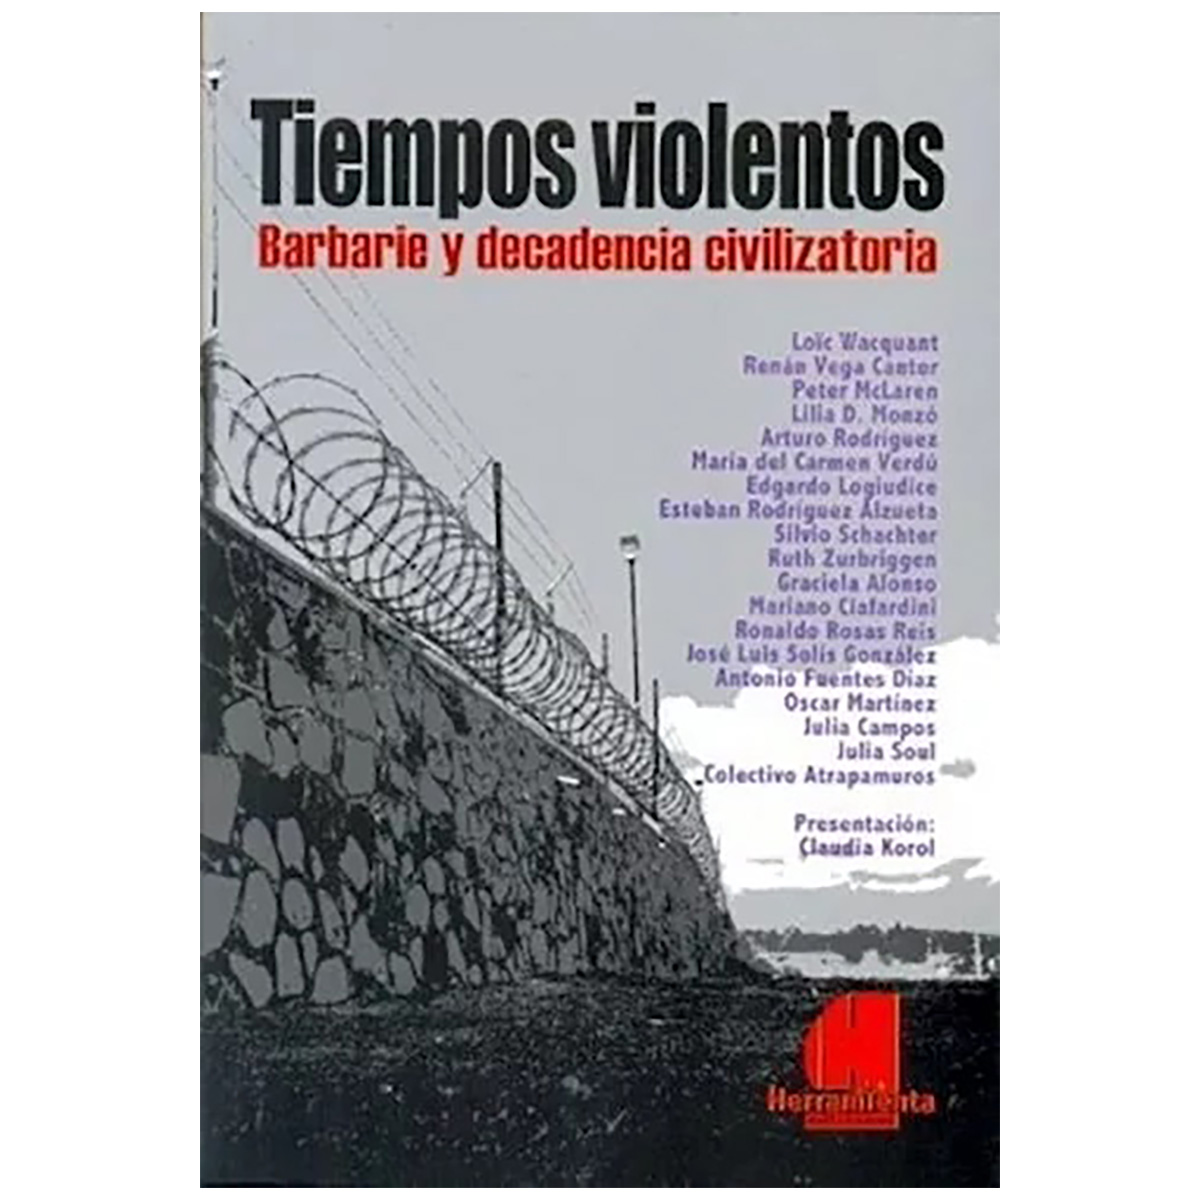 Tiempos violentos
Barbarie y decadencia civilizatoria
Loïc Wacquant
Renán Vega Cantor
Peter McLaren
Lilia D. Monzó
Arturo Rodríguez
María del Carmen Verdú
Edgardo Logiudice
Esteban Rodríguez Alzueta
Silvio Schachter
Ruth Zurbriggen
Graciela Alonso
Mariano Ciafardini
Ronaldo Rosas Reis
José Luis Solís González
Antonio Fuentes Díaz
Oscar Martínez
Julia Campos
Julia Soul
Colectivo Atrapamuros
Presentación:
Claudia Korol
Herramienta